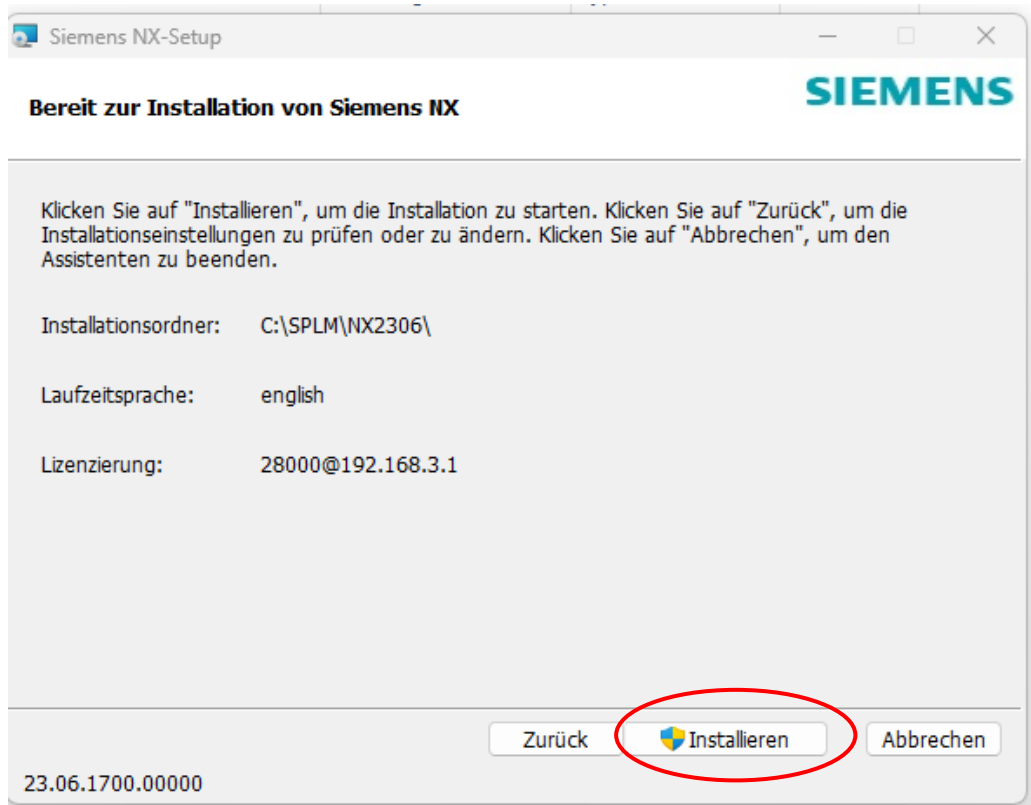 Siemens NX-Setup
SIEMENS
Bereit zur Installation von Siemens NX
Klicken Sie auf "Installieren", um die Installation zu starten. Klicken Sie auf "Zurück", um die
Installationseinstellungen zu prüfen oder zu ändern. Klicken Sie auf "Abbrechen", um den
Assistenten zu beenden.
Installationsordner: C:\SPLM\NX2306\
Laufzeitsprache: english
Lizenzierung: 28000@192.168.3.1
Zurück Installieren Abbrechen
23.06.1700.00000